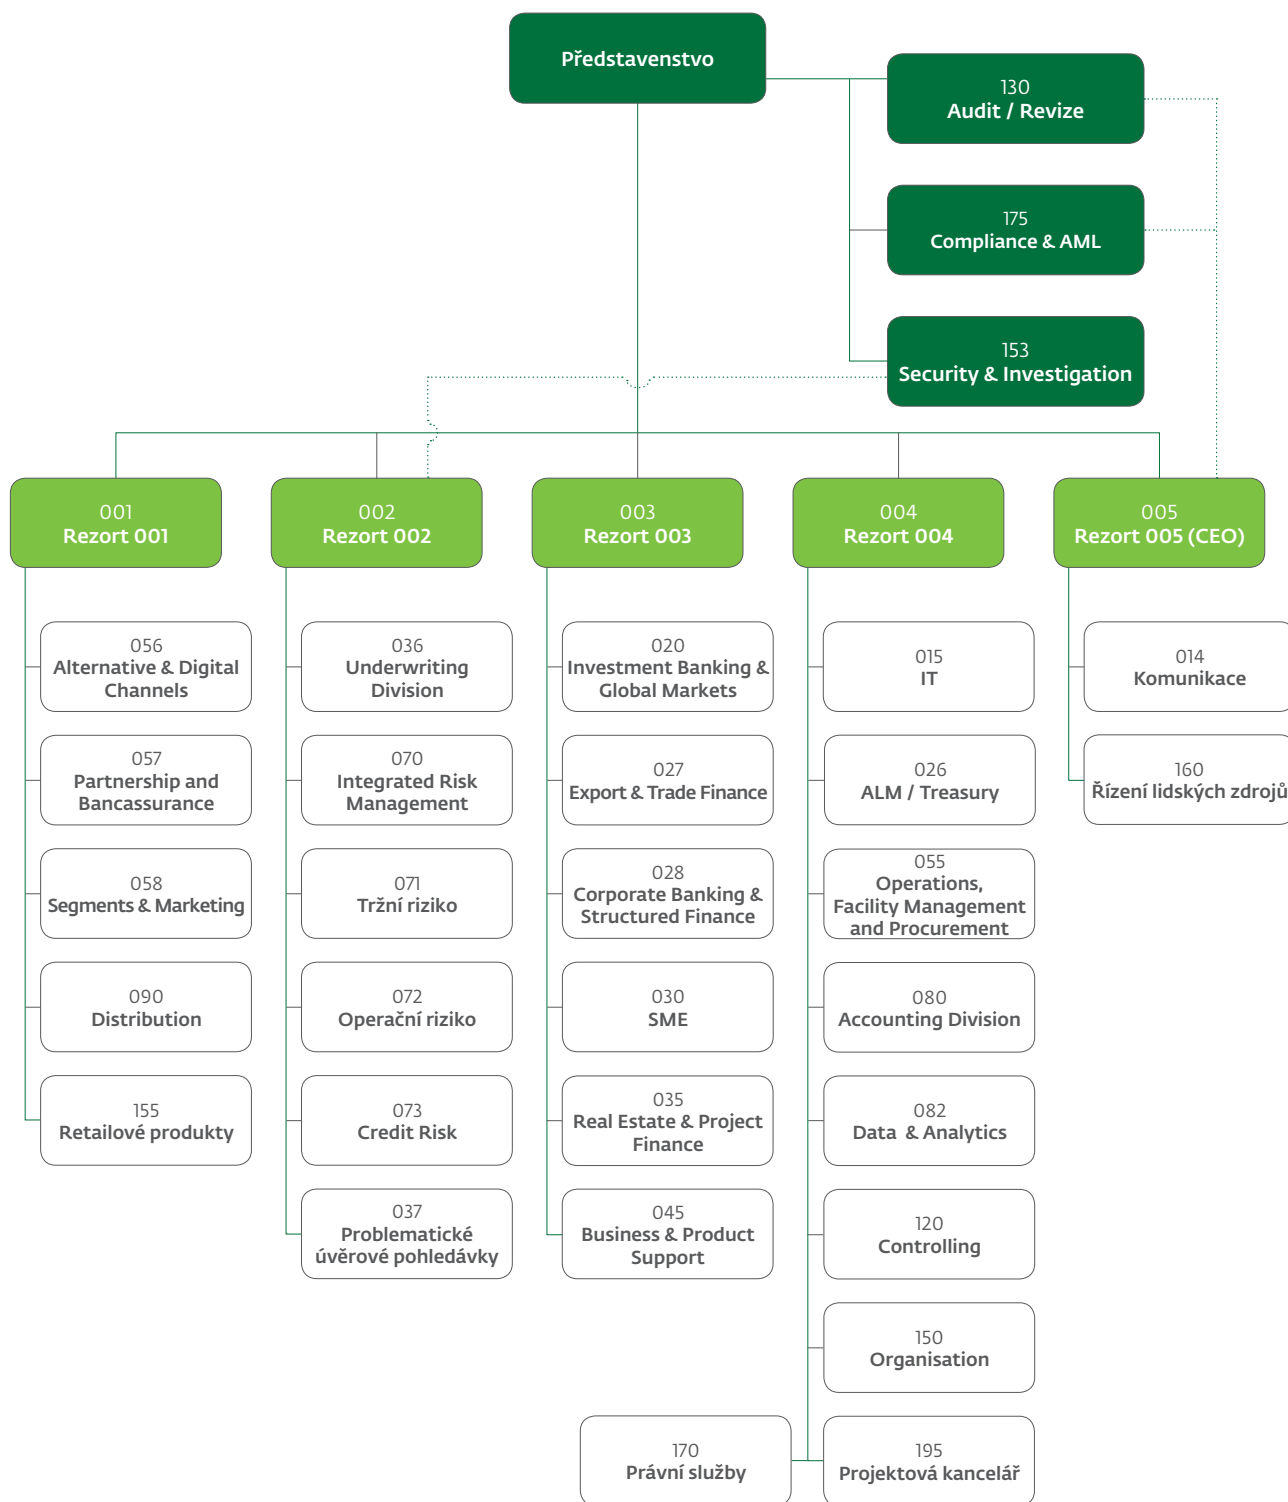 Představenstvo
130
Audit / Revize
175
Compliance & AML
153
Security & Investigation
001
Rezort 001
002
Rezort 002
003
Rezort 003
004
Rezort 004
005
Rezort 005 (CEO)
056
Alternative & Digital
Channels
057
Partnership and
Bancassurance
058
Segments & Marketing
090
Distribution
155
Retailové produkty
036
Underwriting
Division
070
Integrated Risk
Management
071
Tržní riziko
072
Operační riziko
073
Credit Risk
037
Problematické
úvěrové pohledávky
020
Investment Banking &
Global Markets
027
Export & Trade Finance
028
Corporate Banking &
Structured Finance
030
SME
035
Real Estate & Project
Finance
045
Business & Product
Support
015
IT
026
ALM / Treasury
055
Operations,
Facility Management
and Procurement
080
Accounting Division
082
Data & Analytics
120
Controlling
150
Organisation
170
Právní služby
195
Projektová kancelář
014
Komunikace
160
Řízení lidských zdrojů